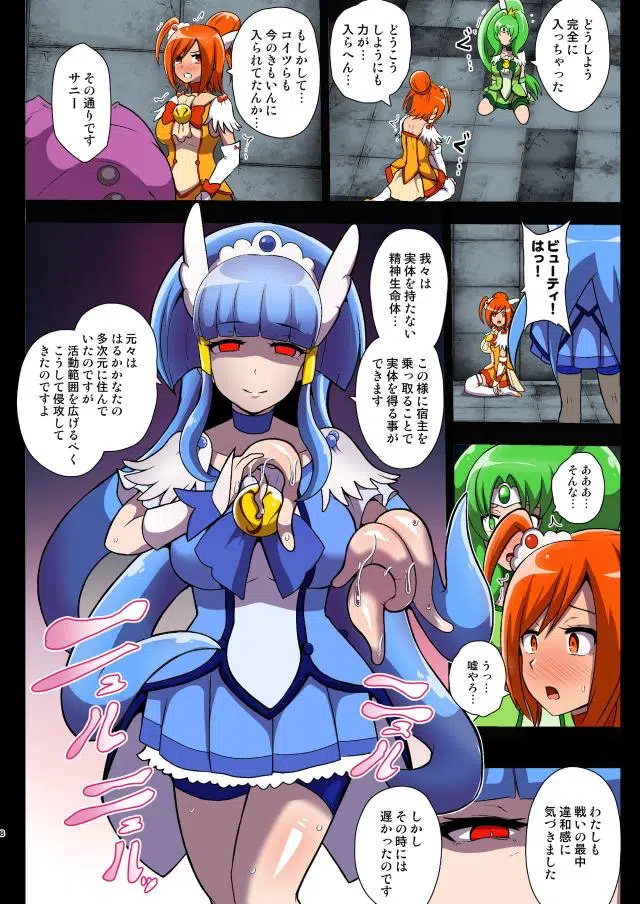 どうしよう
完全に
入っちゃった
どうこう
しようにも
力が…
入らへん…
もしかして…
コイツらも
今のきもいんに
入られてたんか…
その通りです
サニー
ビューティ!
はっ!
我々は
実体を持たない
精神生命体…
この様に宿主を
乗っ取ることで
実体を得る事が
できます
元々は
はるかかなたの
多次元に住んで
いたのですが
活動範囲を広げるべく
こうして侵攻して
きたのですよ
あああ…
そんな…
うっ…
嘘やろ…
ニュル
ニュル
ニュル
わたしも
戦いの最中
違和感に
気づきました
しかし
その時には
遅かったのです